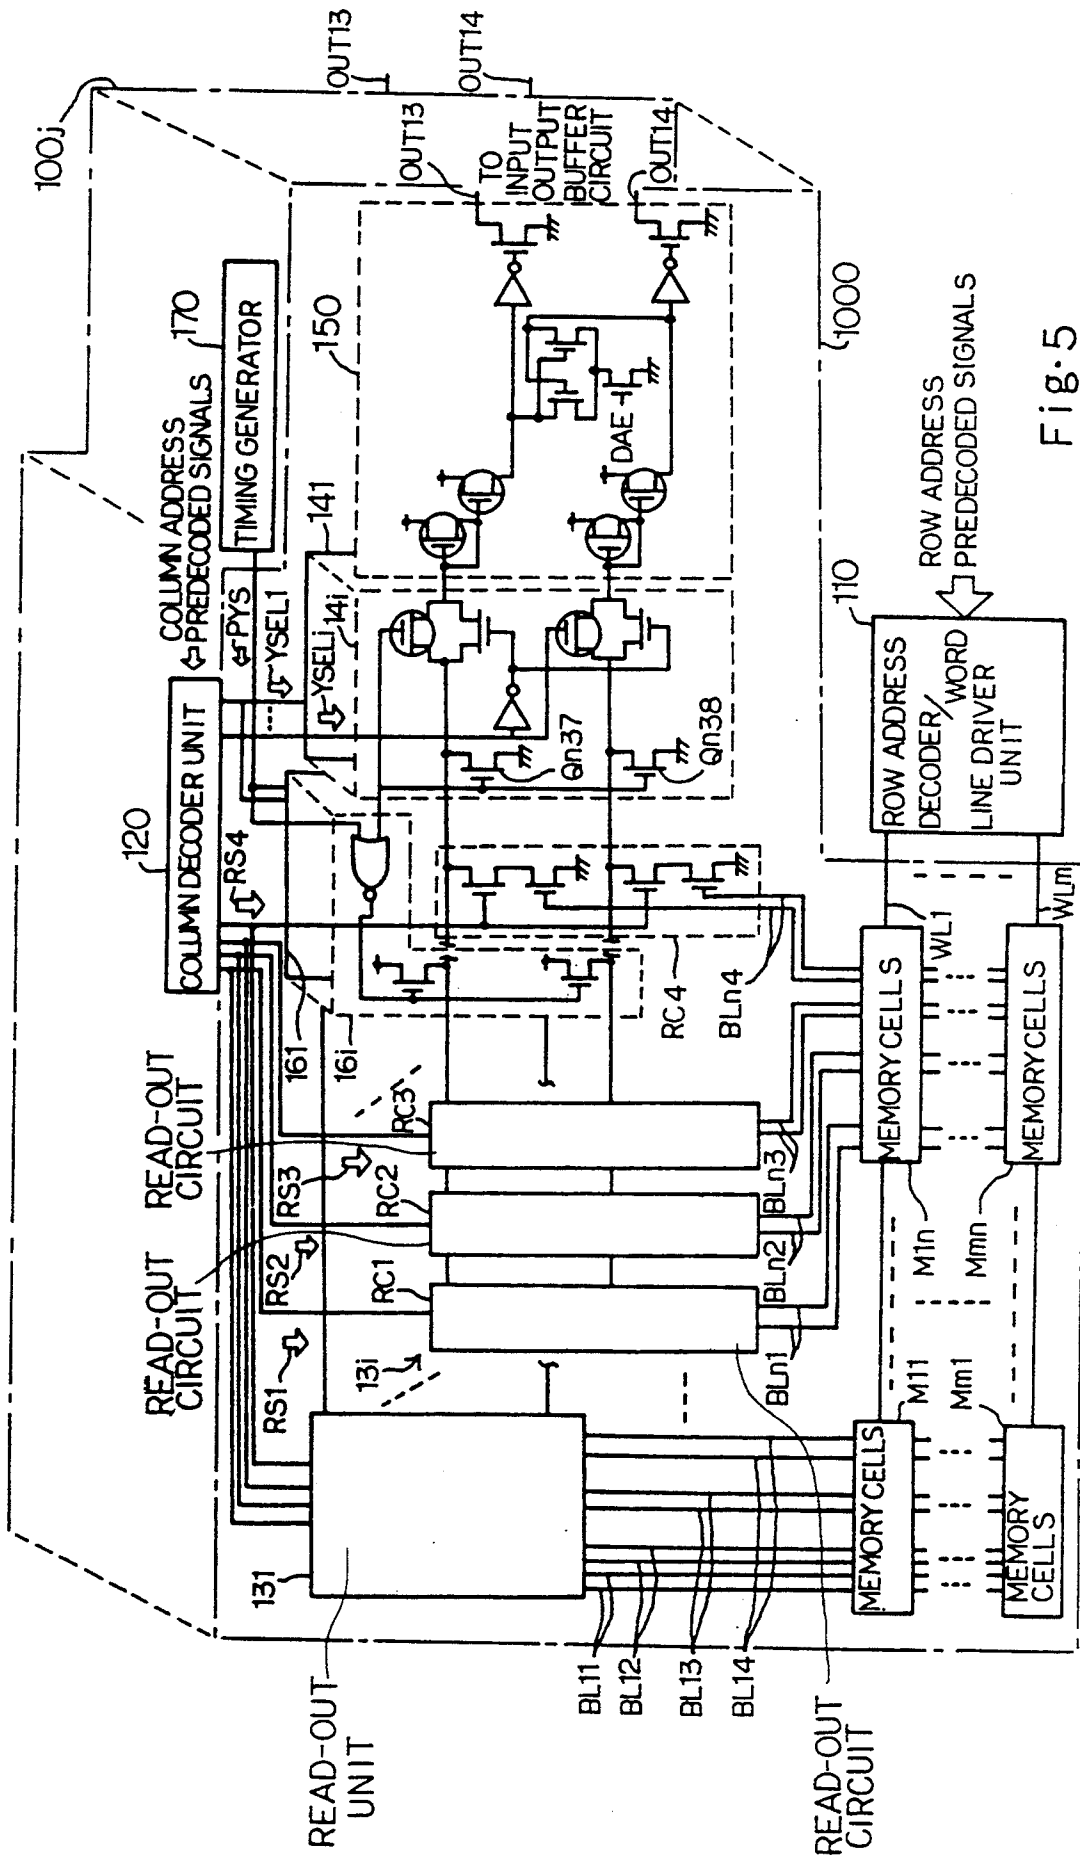 100j
OUT13
OUT14
170
COLUMN ADDRESS
PREDECODED SIGNALS
TIMING GENERATOR
120
COLUMN DECODER UNIT
RS4
PYS
YSEL1
YSELi
141
14i
150
OUT13
TO
INPUT
OUTPUT
BUFFER
CIRCUIT
OUT14
DAE
Qn37
Qn38
1000
READ-OUT
CIRCUIT
READ-OUT
CIRCUIT
161
16i
RS3
RS2
RS1
RC3
RC2
RC1
RC4
13i
131
READ-OUT
UNIT
READ-OUT
CIRCUIT
BL11
BL12
BL13
BL14
BLn1
BLn2
BLn3
BLn4
110
ROW ADDRESS
DECODER/WORD
LINE DRIVER
UNIT
ROW ADDRESS
PREDECODED SIGNALS
WL1
WLm
MEMORY CELLS
M11
MEMORY CELLS
M1n
MEMORY
CELLS
Mm1
MEMORY CELLS
Mmn
Fig. 5